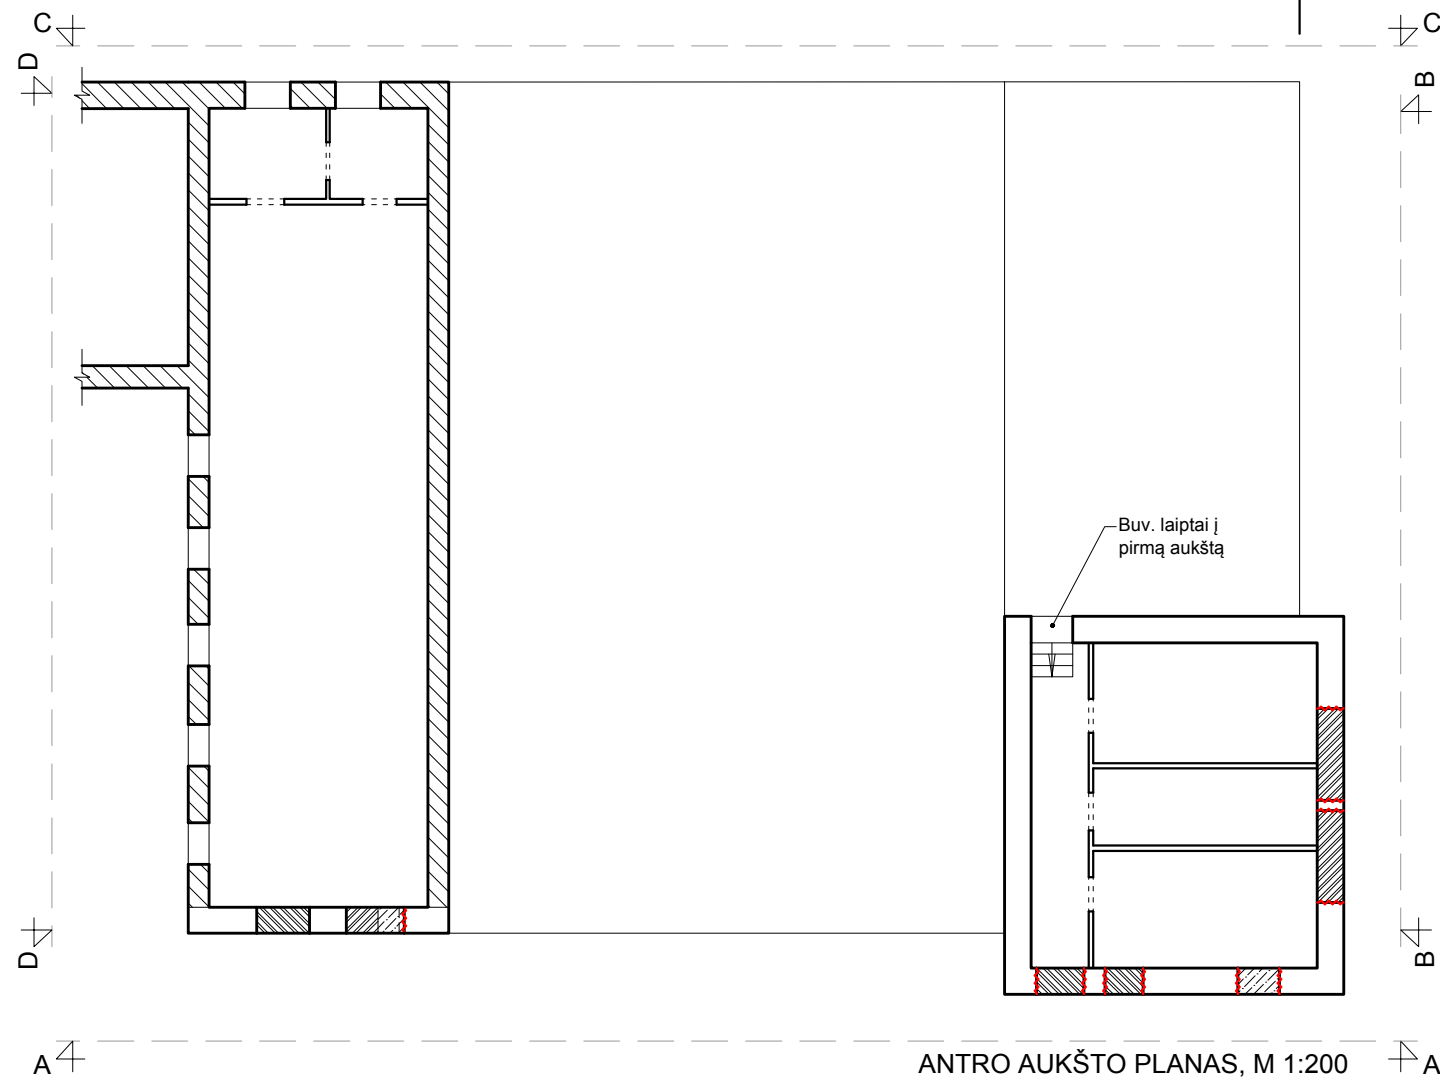 C C
D B
Buv. laiptai į
pirmą aukštą
D B
A A
ANTRO AUKŠTO PLANAS, M 1:200